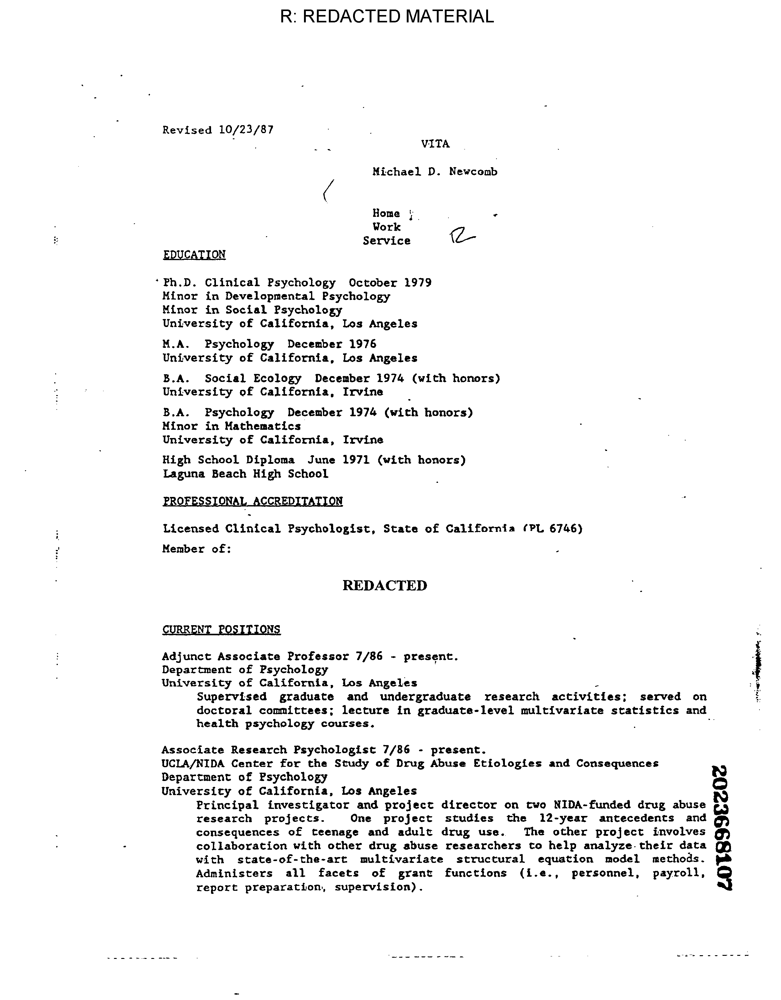 R: REDACTED MATERIAL
Revised 10/23/87
VITA
Michael D. Newcomb
Home
Work
Service
R
EDUCATION
Ph.D. Clinical Psychology October 1979
Minor in Developmental Psychology
Minor in Social Psychology
University of California, Los Angeles
M.A. Psychology December 1976
University of California, Los Angeles
B.A. Social Ecology December 1974 (with honors)
University of California, Irvine
B.A. Psychology December 1974 (with honors)
Minor in Mathematics
University of California, Irvine
High School Diploma June 1971 (with honors)
Laguna Beach High School
PROFESSIONAL ACCREDITATION
Licensed Clinical Psychologist, State of California (PL 6746)
Member of:
REDACTED
CURRENT POSITIONS
Adjunct Associate Professor 7/86 - present.
Department of Psychology
University of California, Los Angeles
Supervised graduate and undergraduate research activities; served on
doctoral committees; lecture in graduate-level multivariate statistics and
health psychology courses.
Associate Research Psychologist 7/86 - present.
UCLA/NIDA Center for the Study of Drug Abuse Etiologies and Consequences
Department of Psychology
University of California, Los Angeles
Principal investigator and project director on two NIDA-funded drug abuse
research projects. One project studies the 12-year antecedents and
consequences of teenage and adult drug use. The other project involves
collaboration with other drug abuse researchers to help analyze their data
with state-of-the-art multivariate structural equation model methods.
Administers all facets of grant functions (i.e., personnel, payroll,
report preparation, supervision).
2023668107